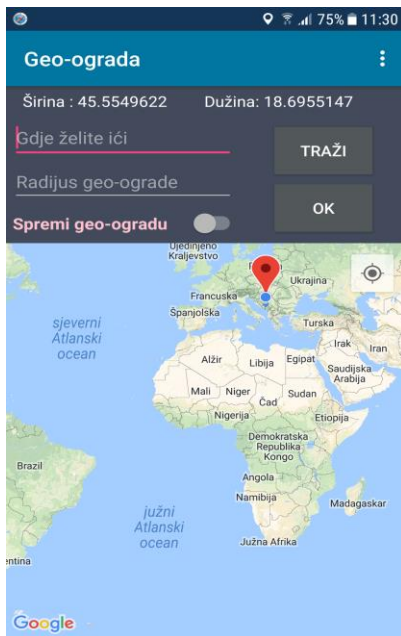 75% 11:30
Geo-ograda
Širina : 45.5549622 Dužina: 18.6955147
Gdje želite ići
TRAŽI
Radijus geo-ograde
OK
Spremi geo-ogradu
Ujedinjeno
Kraljevstvo
Ukrajina
Francuska
Španjolska
Turska
sjeverni
Atlanski
ocean
Irak
Iran
Alžir
Libija
Egipat
Saudijska
Arabija
Mali
Niger
Čad
Sudan
Nigerija
Etiopija
Demokratska
Republika
Kongo
Brazil
Angola
Namibija
Madagaskar
južni
Atlanski
ocean
Južna Afrika
entina
Google